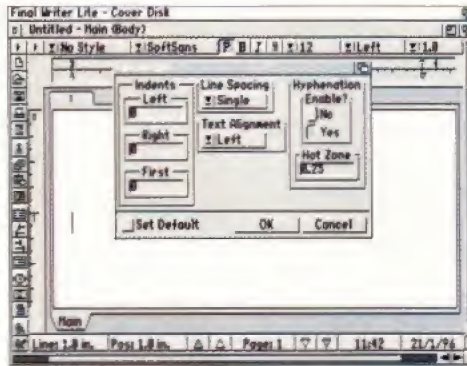 Final Writer Lite - Cover Disk
Untitled - Main (Body)
No Style SoftSans P B I 12 Left 1.0
Indents
Left
0
Right
0
First
0
Line Spacing
Single
Text Alignment
Left
Hyphenation
Enable?
No
Yes
Hot Zone
0.25
Set Default OK Cancel
Main
Line: 1.0 in. Pos: 1.0 in. Page: 1 11:42 21/1/96